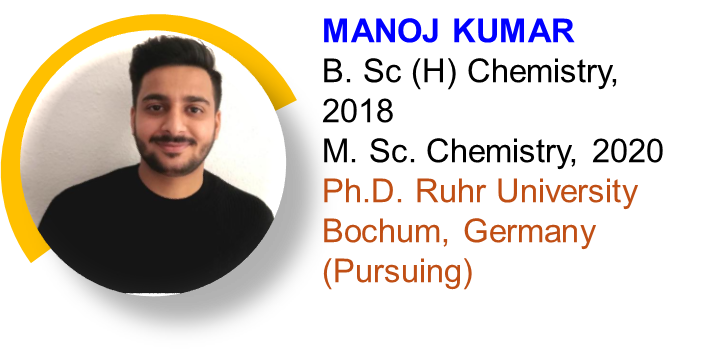 MANOJ KUMAR
B. Sc (H) Chemistry,
2018
M. Sc. Chemistry, 2020
Ph.D. Ruhr University
Bochum, Germany
(Pursuing)